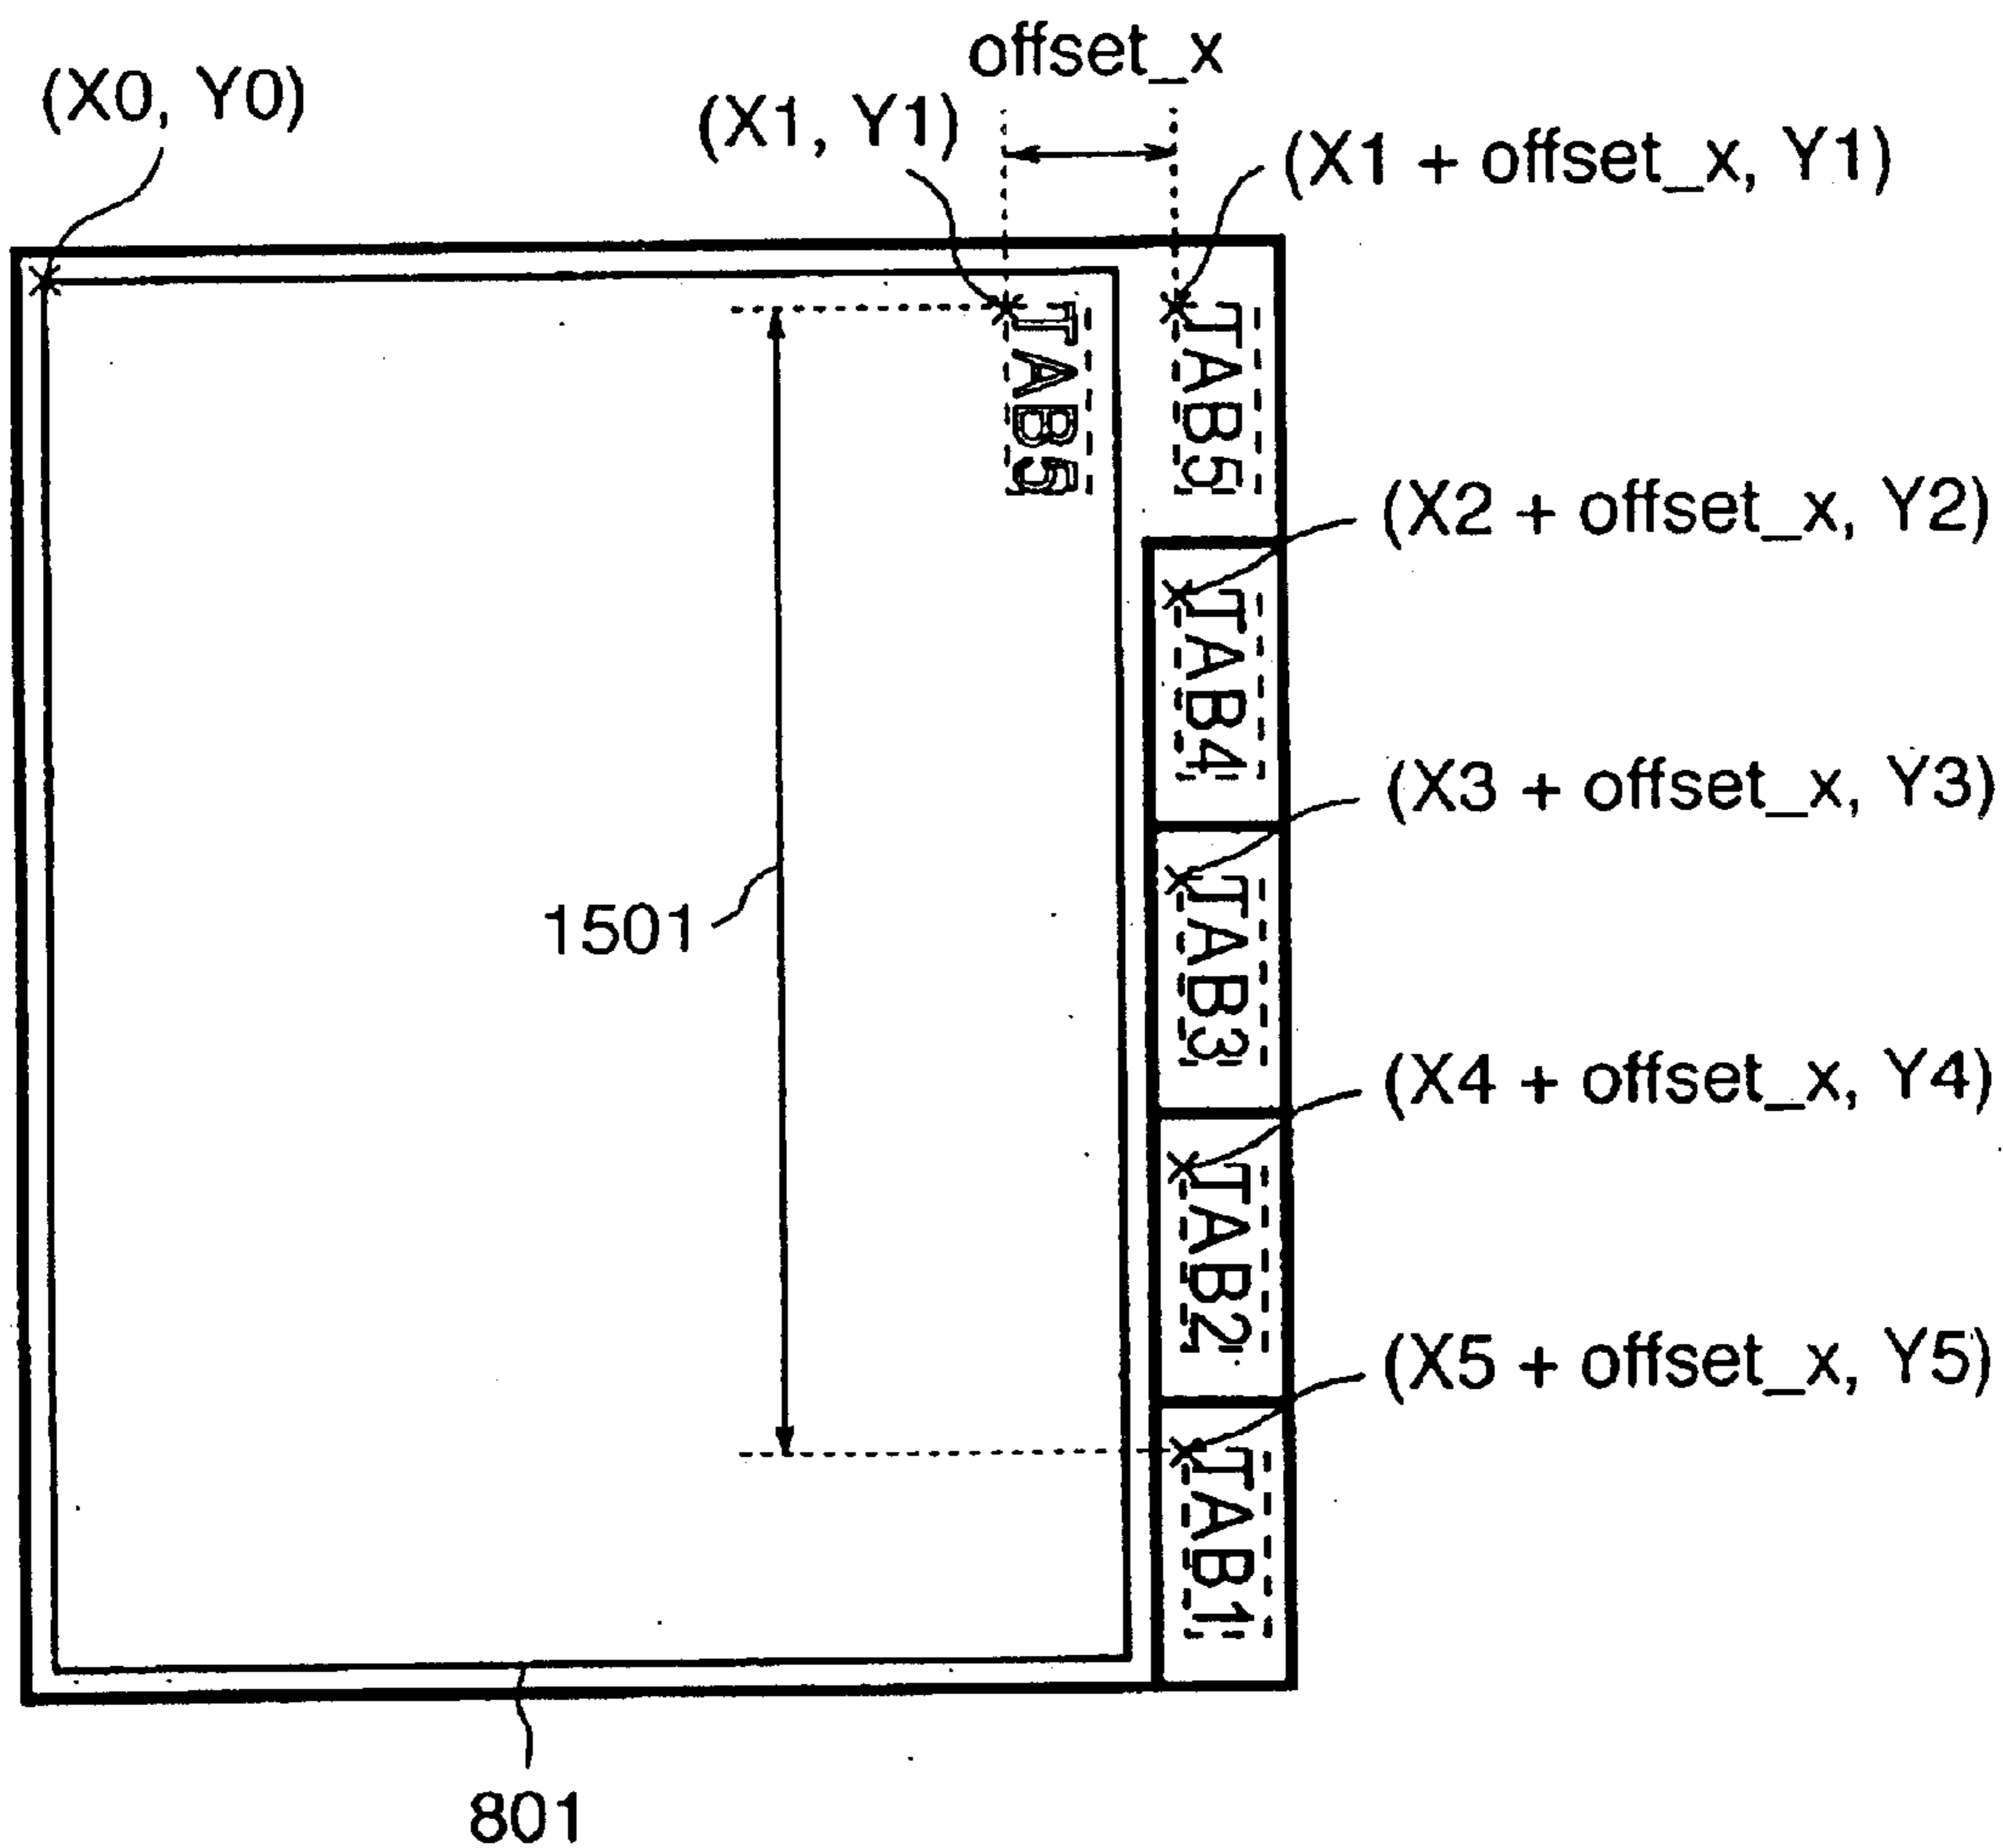 offset_x
(X0, Y0)
(X1, Y1)
(X1 + offset_x, Y1)
TAB5
(X2 + offset_x, Y2)
TAB4
(X3 + offset_x, Y3)
1501
TAB3
(X4 + offset_x, Y4)
TAB2
(X5 + offset_x, Y5)
TAB1
801